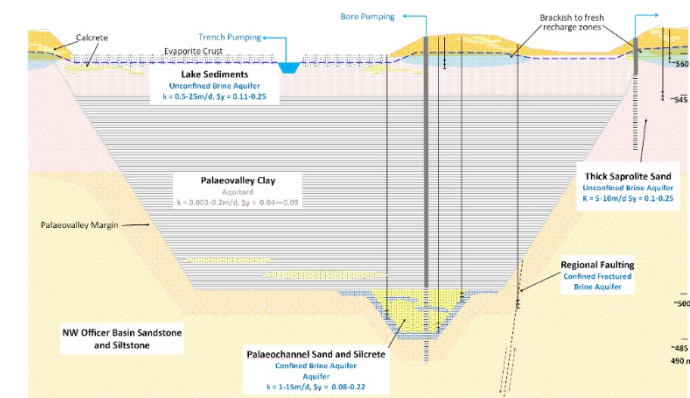 Bore Pumping
Brackish to fresh
recharge zones
Calcrete
Trench Pumping
Evaporite Crust
Lake Sediments
Unconfined Brine Aquifer
k = 0.5-25m/d, Sy = 0.11-0.25
~560
~545
Palaeovalley Clay
Aquitard
k = 0.003-0.2m/d, Sy = 0.04—0.09
Thick Saprolite Sand
Unconfined Brine Aquifer
K = 5-10m/d Sy = 0.1-0.25
Palaeovalley Margin
Regional Faulting
Confined Fractured
Brine Aquifer
~500
NW Officer Basin Sandstone
and Siltstone
Palaeochannel Sand and Silcrete
Confined Brine Aquifer
Aquifer
k = 1-15m/d, Sy = 0.08-0.22
~485
490 n